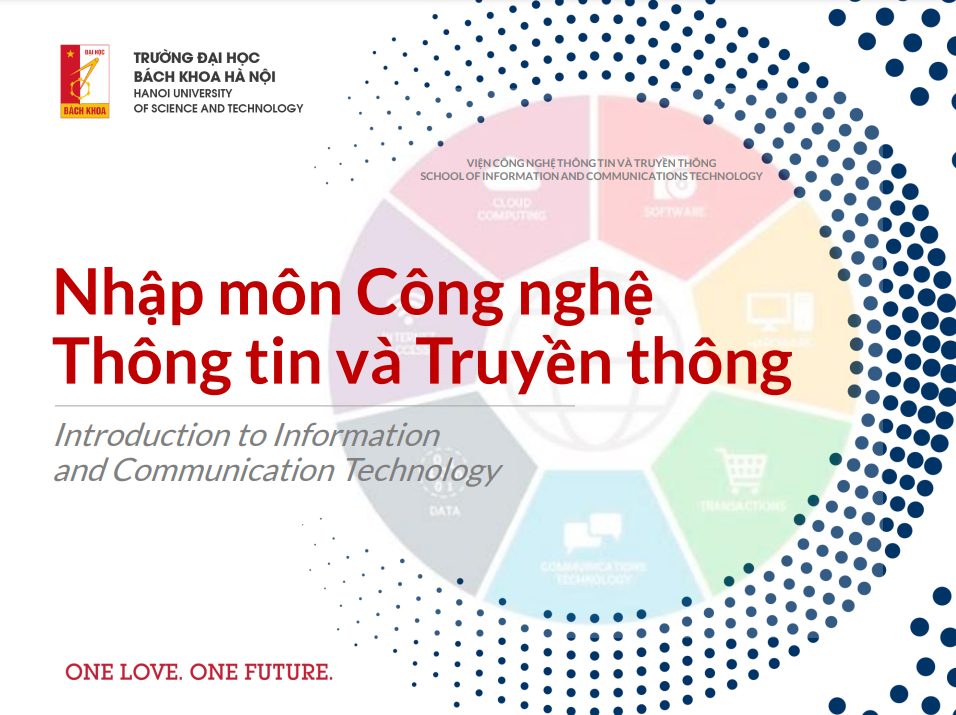 ĐẠI HỌC
BÁCH KHOA
TRƯỜNG ĐẠI HỌC
BÁCH KHOA HÀ NỘI
HANOI UNIVERSITY
OF SCIENCE AND TECHNOLOGY
VIỆN CÔNG NGHỆ THÔNG TIN VÀ TRUYỀN THÔNG
SCHOOL OF INFORMATION AND COMMUNICATIONS TECHNOLOGY
CLOUD
COMPUTING
SOFTWARE
Nhập môn Công nghệ
Thông tin và Truyền thông
INTERNET
ACCESS
HARDWARE
Introduction to Information
and Communication Technology
DATA
TRANSACTIONS
COMMUNICATIONS
TECHNOLOGY
ONE LOVE. ONE FUTURE.